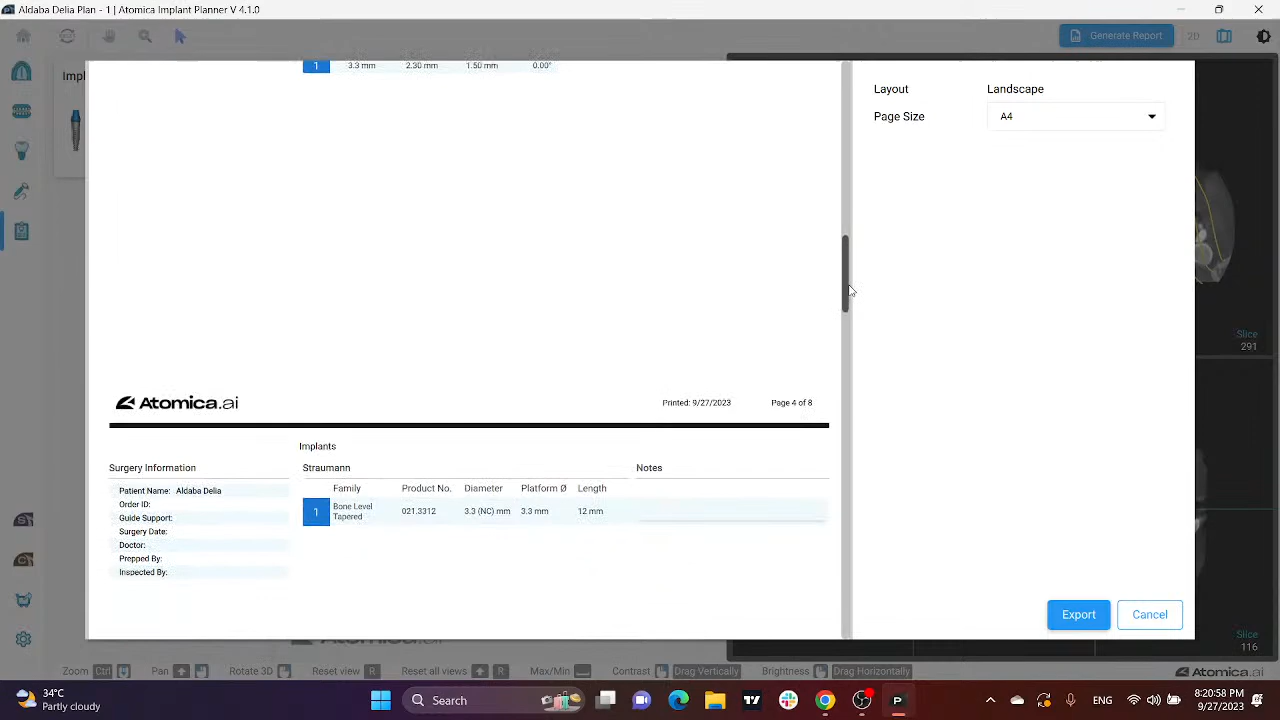 Aldaba Delia Plan - 1 | Atomica Implant Planner V 4.1.0
Generate Report
2D
Impl
1 3.3 mm 2.30 mm 1.50 mm 0.00°
Layout Landscape
Page Size A4
Slice
291
Atomica.ai Printed: 9/27/2023 Page 4 of 8
Implants
Surgery Information Straumann Notes
Family Product No. Diameter Platform Ø Length
Patient Name: Aldaba Delia
Order ID:
1 Bone Level Tapered 021.3312 3.3 (NC) mm 3.3 mm 12 mm
Guide Support:
Surgery Date:
Doctor:
Prepped By:
Inspected By:
Export Cancel
Slice
116
Zoom Ctrl Pan Rotate 3D Reset view R Reset all views R Max/Min Contrast Drag Vertically Brightness Drag Horizontally Atomica.ai
34°C
Partly cloudy
Search
ENG
8:20:58 PM
9/27/2023